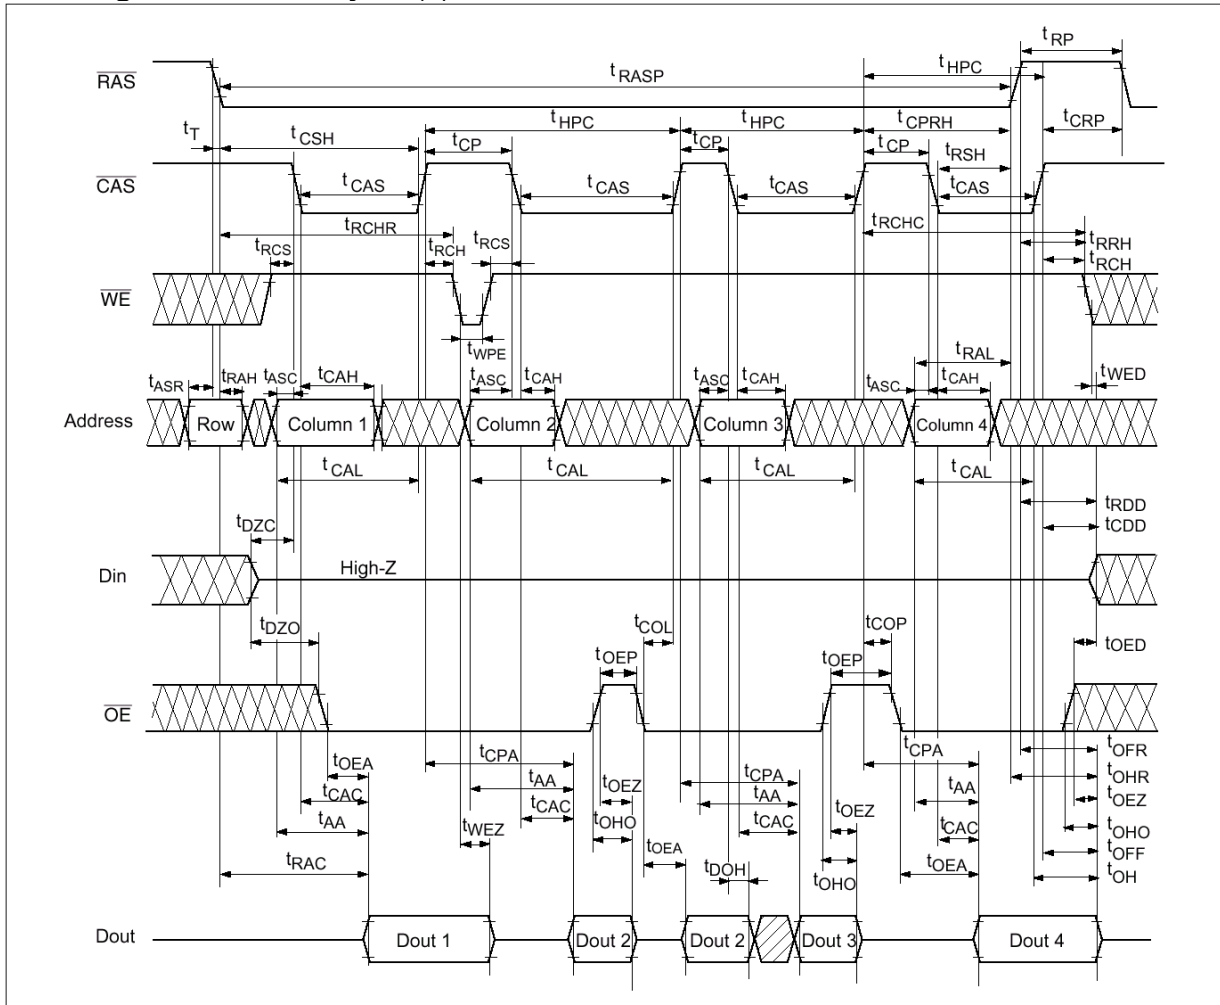 tRP
RAS
tRASP
tHPC
tT
tCSH
tHPC
tHPC
tCPRH
tCRP
tCP
tCP
tCP
tRSH
CAS
tCAS
tCAS
tCAS
tCAS
tRCHR
tRCHC
tRCS
tRCH
tRCS
tRRH
tRCH
WE
tWPE
tRAL
tASR
tRAH
tASC
tCAH
tASC
tCAH
tASC
tCAH
tASC
tCAH
tWED
Address
Row
Column 1
Column 2
Column 3
Column 4
tCAL
tCAL
tCAL
tCAL
tRDD
tCDD
tDZC
Din
High-Z
tDZO
tCOL
tCOP
tOED
tOEP
tOEP
OE
tOEA
tCPA
tCPA
tCPA
tOFR
tOHR
tCAC
tAA
tOEZ
tAA
tOEZ
tAA
tOEZ
tAA
tWEZ
tCAC
tOHO
tCAC
tCAC
tOHO
tRAC
tOEA
tDOH
tOHO
tOEA
tOFF
tOH
Dout
Dout 1
Dout 2
Dout 2
Dout 3
Dout 4